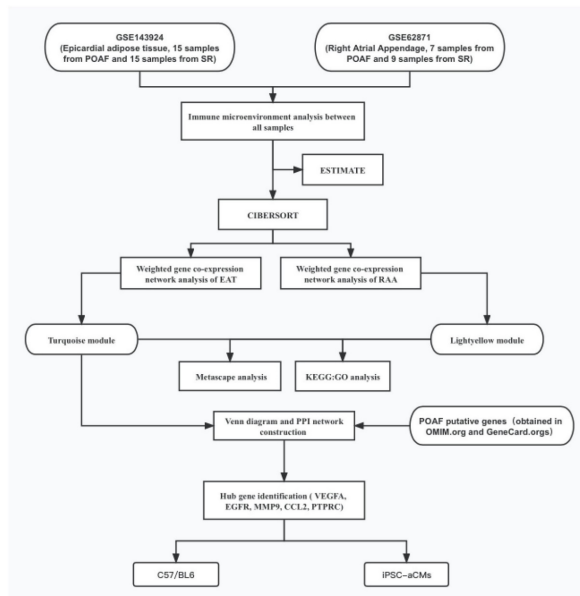 GSE143924
(Epicardial adipose tissue, 15 samples
from POAF and 15 samples from SR)
GSE62871
(Right Atrial Appendage, 7 samples from
POAF and 9 samples from SR)
Immune microenvironment analysis between
all samples
ESTIMATE
CIBERSORT
Weighted gene co-expression
network analysis of EAT
Weighted gene co-expression
network analysis of RAA
Turquoise module
Lightyellow module
Metascape analysis
KEGG:GO analysis
Venn diagram and PPI network
construction
POAF putative genes（obtained in
OMIM.org and GeneCard.orgs）
Hub gene identification ( VEGFA,
EGFR, MMP9, CCL2, PTPRC)
C57/BL6
iPSC-aCMs